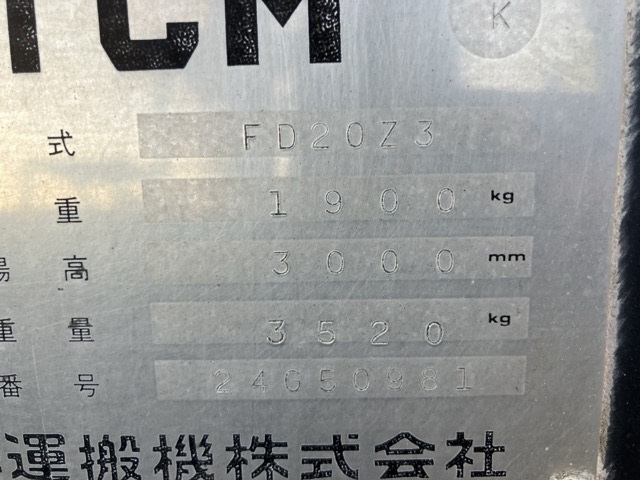 TCM
K
式 FD20Z3
重 1900 kg
揚高 3000 mm
重量 3520 kg
番号 24G50981
運搬機株式会社